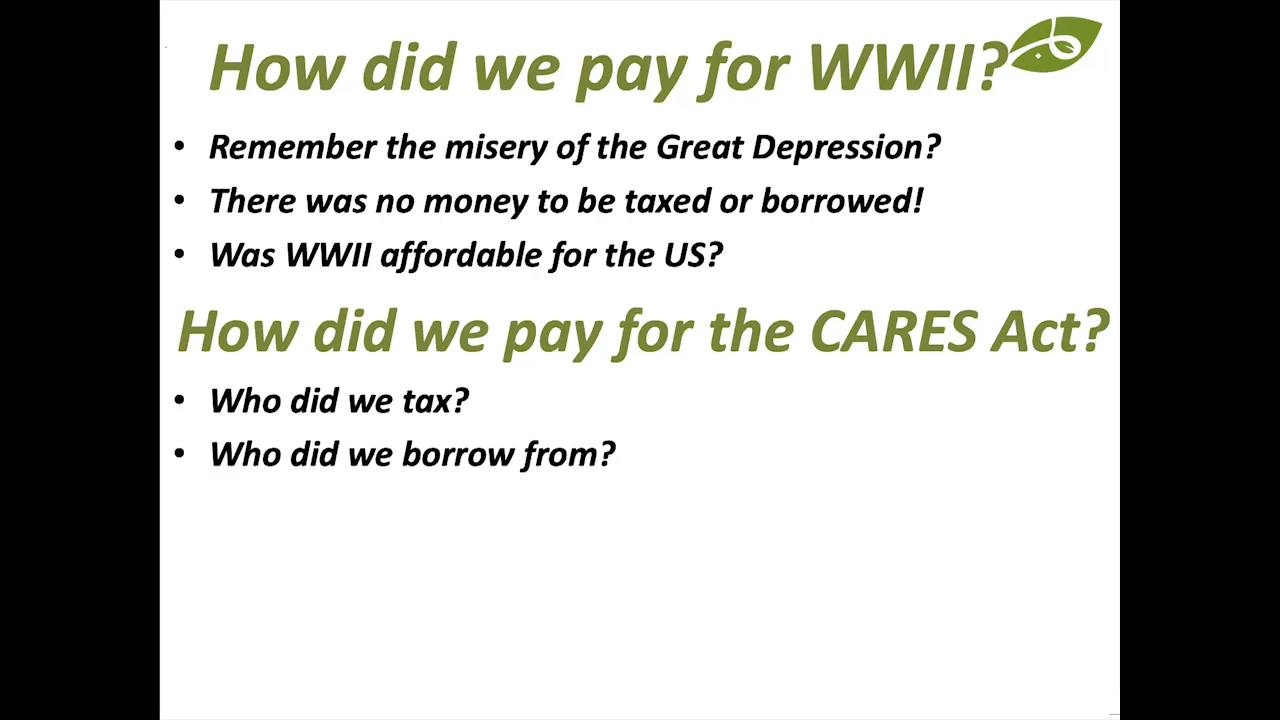 How did we pay for WWII?
• Remember the misery of the Great Depression?
• There was no money to be taxed or borrowed!
• Was WWII affordable for the US?
How did we pay for the CARES Act?
• Who did we tax?
• Who did we borrow from?